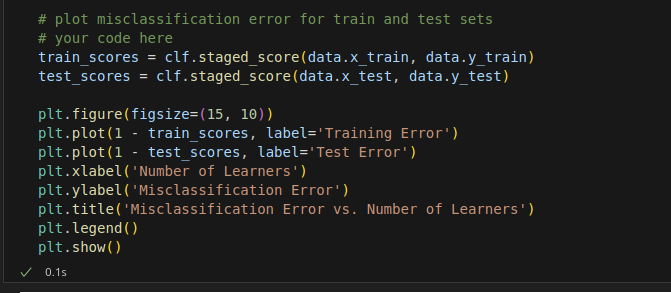 # plot misclassification error for train and test sets
# your code here
train_scores = clf.staged_score(data.x_train, data.y_train)
test_scores = clf.staged_score(data.x_test, data.y_test)
plt.figure(figsize=(15, 10))
plt.plot(1 - train_scores, label='Training Error')
plt.plot(1 - test_scores, label='Test Error')
plt.xlabel('Number of Learners')
plt.ylabel('Misclassification Error')
plt.title('Misclassification Error vs. Number of Learners')
plt.legend()
plt.show()
0.1s